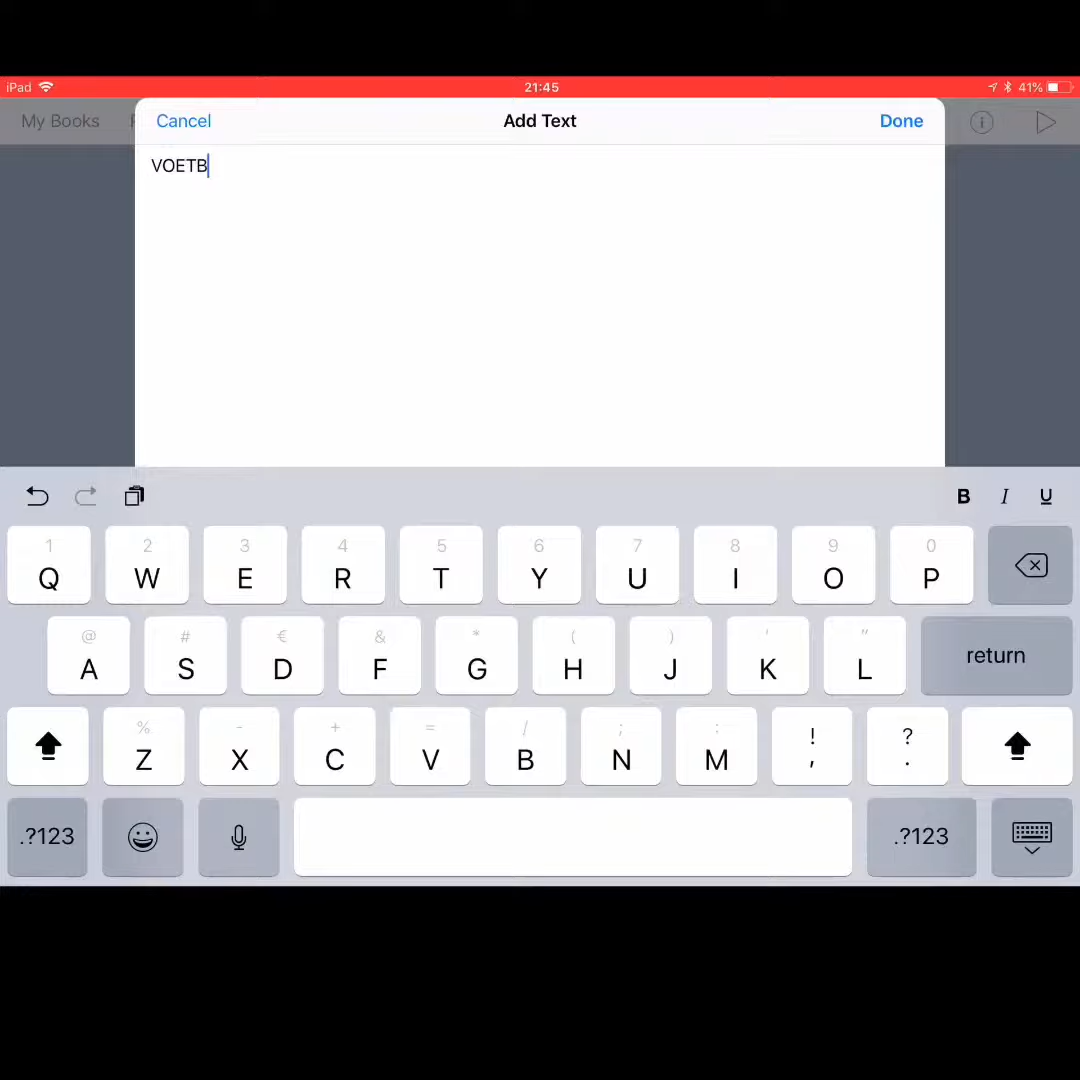 iPad 21:45 41%
My Books Cancel Add Text Done
VOETB
B I U
1 2 3 4 5 6 7 8 9 0
Q W E R T Y U I O P
@ # € & * ( ) ' "
A S D F G H J K L return
% - + = / ; : ! ?
Z X C V B N M , .
.?123 .?123